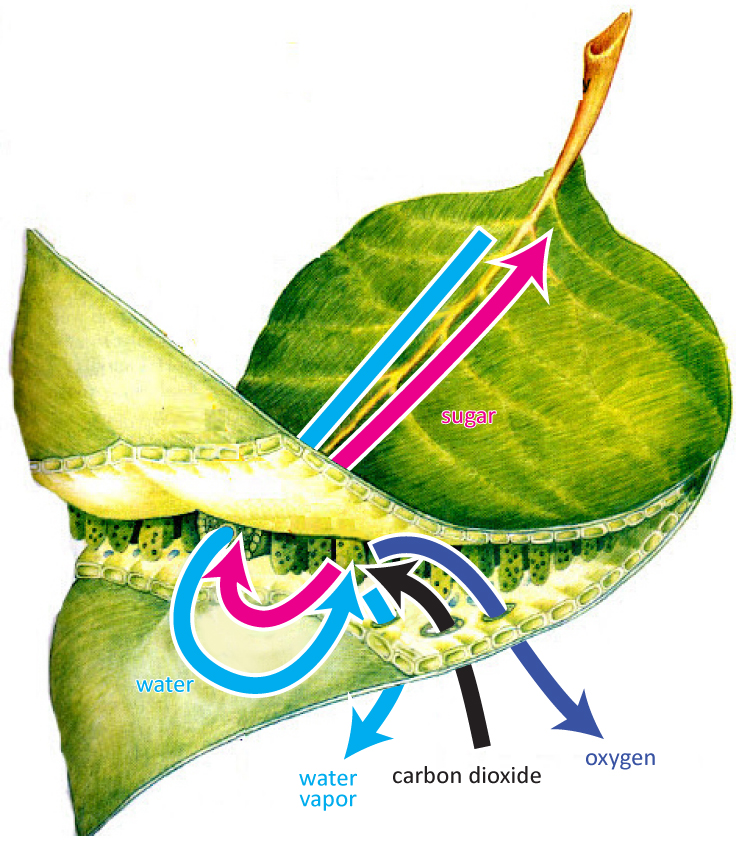 sugar
water
water
vapor
carbon dioxide
oxygen